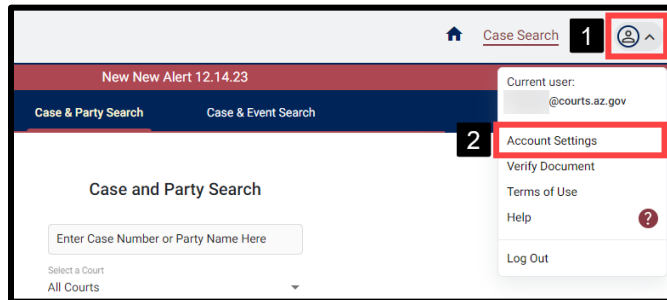 Case Search
1
New New Alert 12.14.23
Current user:
@courts.az.gov
Case & Party Search
Case & Event Search
2
Account Settings
Verify Document
Terms of Use
Help
?
Log Out
Case and Party Search
Enter Case Number or Party Name Here
Select a Court
All Courts